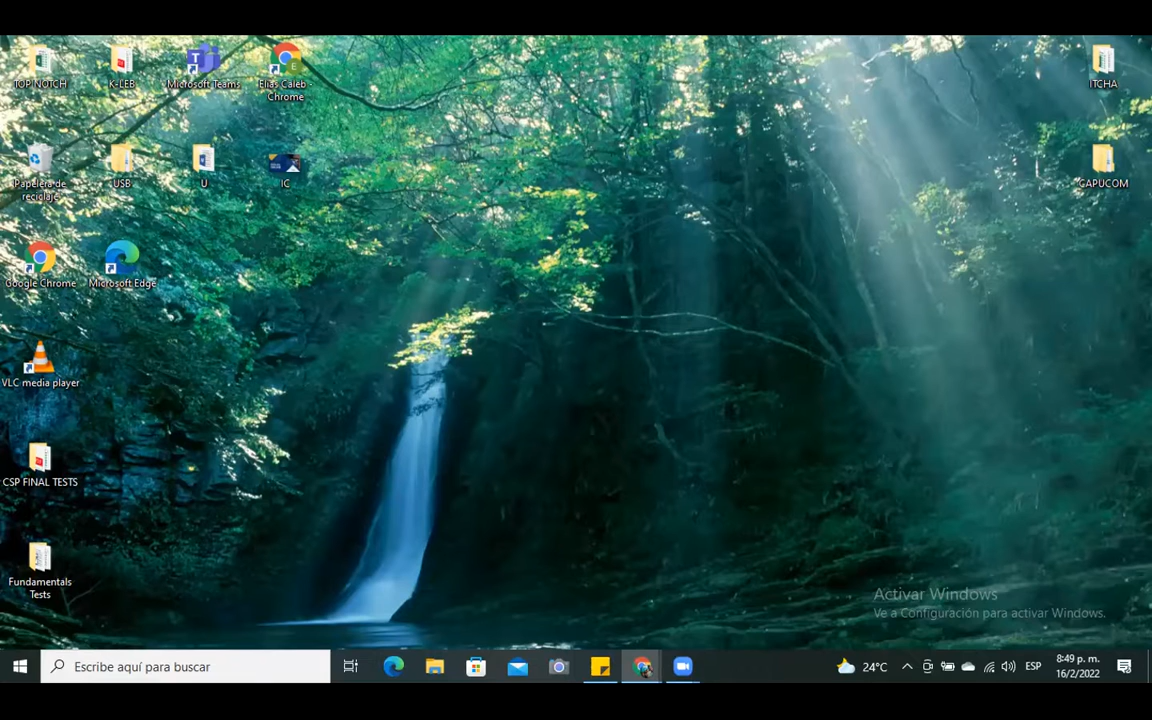 TOP NOTCH
K-LEB
Microsoft Teams
Elias Caleb -
Chrome
ITCHA
Papelera de
reciclaje
USB
U
IC
CAPUCOM
Google Chrome
Microsoft Edge
VLC media player
CSP FINAL TESTS
Fundamentals
Tests
Activar Windows
Ve a Configuración para activar Windows.
Escribe aquí para buscar
24°C
ESP
8:49 p. m.
16/2/2022